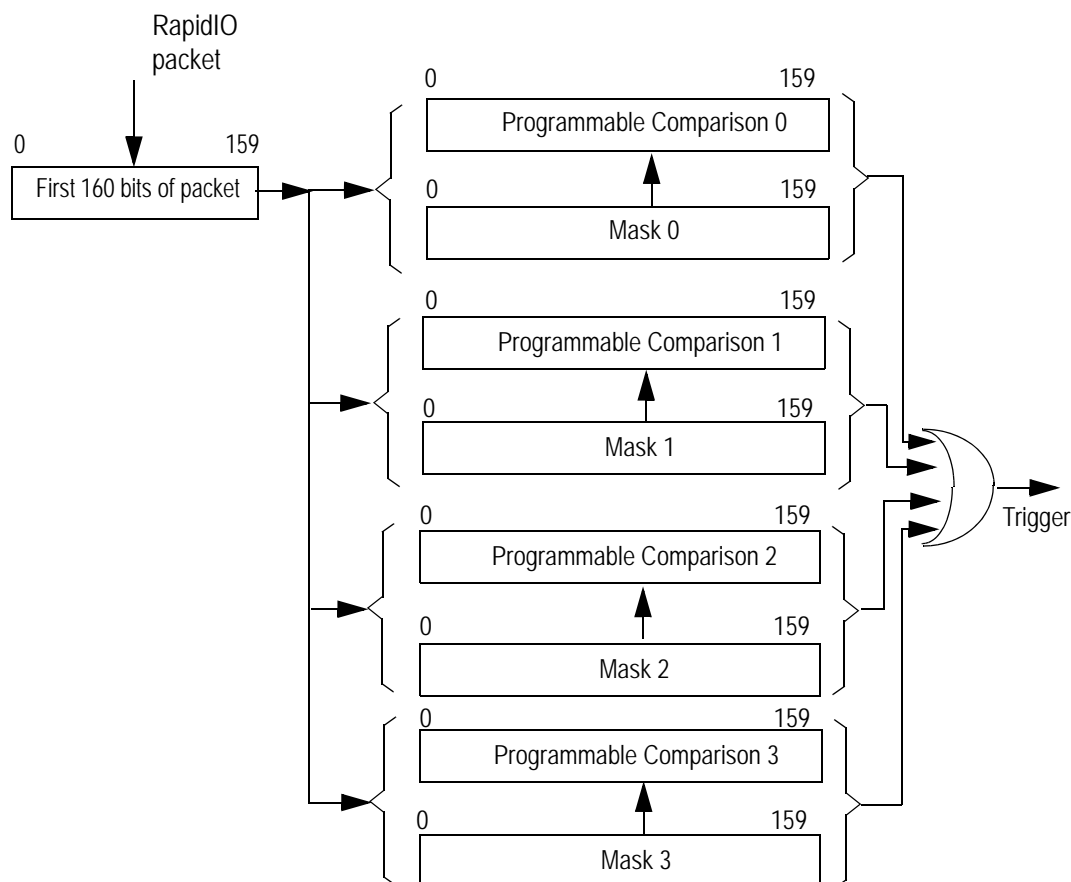 RapidIO
packet
0 159
First 160 bits of packet
0 159
Programmable Comparison 0
0 159
Mask 0
0 159
Programmable Comparison 1
0 159
Mask 1
0 159
Programmable Comparison 2
0 159
Mask 2
0 159
Programmable Comparison 3
0 159
Mask 3
Trigger